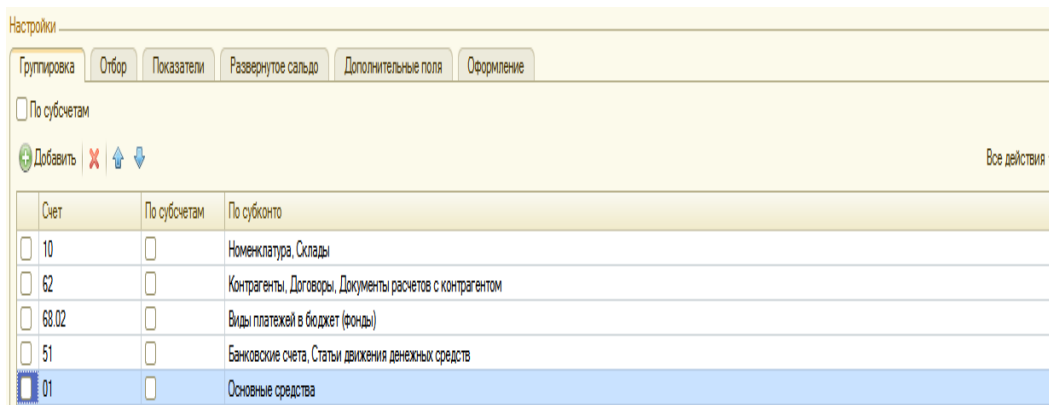 Настройки
Группировка Отбор Показатели Развернутое сальдо Дополнительные поля Оформление
По субсчетам
Добавить Все действия
Счет По субсчетам По субконто
10 Номенклатура, Склады
62 Контрагенты, Договоры, Документы расчетов с контрагентом
68.02 Виды платежей в бюджет (фонды)
51 Банковские счета, Статьи движения денежных средств
01 Основные средства